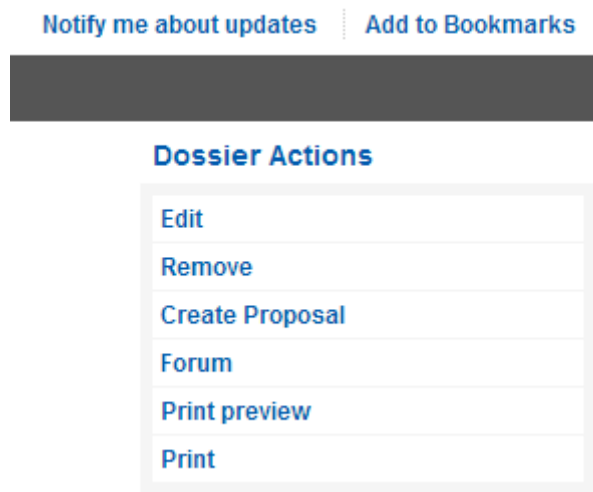 Notify me about updates Add to Bookmarks
Dossier Actions
Edit
Remove
Create Proposal
Forum
Print preview
Print